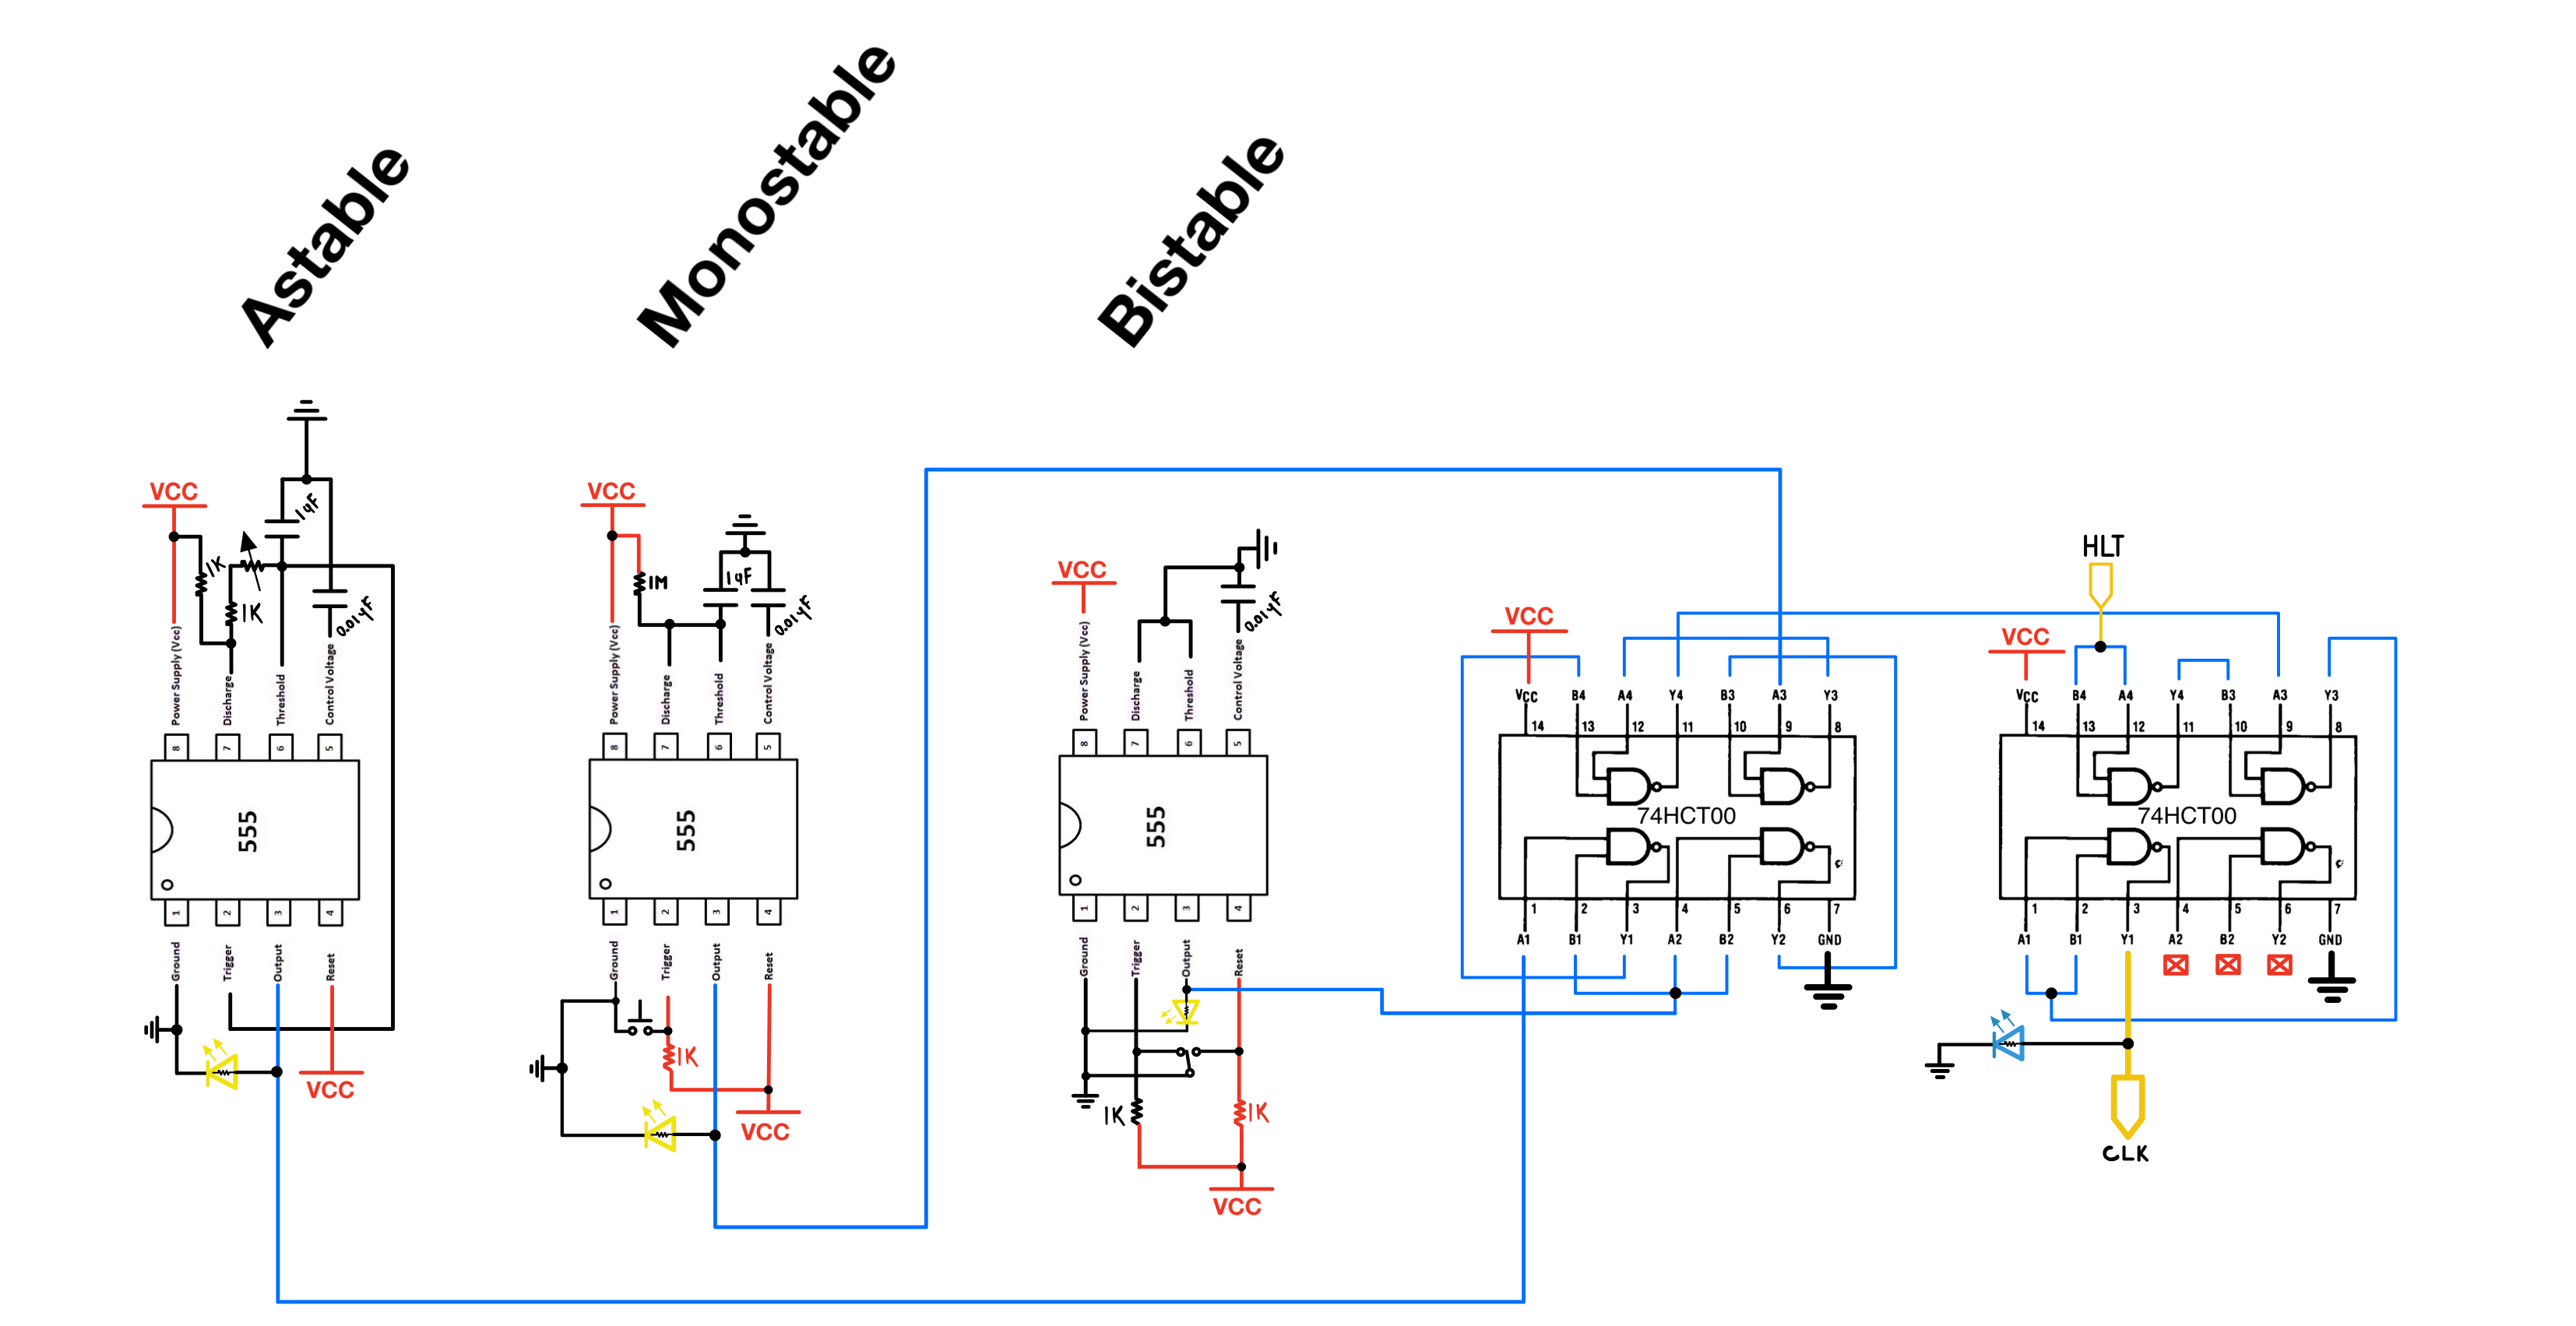 Astable
Monostable
Bistable
VCC
1K
1K
1µF
0.01µF
Power Supply (Vcc)
Discharge
Threshold
Control Voltage
8
7
6
5
555
1
2
3
4
Ground
Trigger
Output
Reset
VCC
VCC
1M
1µF
0.01µF
Power Supply (Vcc)
Discharge
Threshold
Control Voltage
8
7
6
5
555
1
2
3
4
Ground
Trigger
Output
Reset
1K
VCC
VCC
0.01µF
Power Supply (Vcc)
Discharge
Threshold
Control Voltage
8
7
6
5
555
1
2
3
4
Ground
Trigger
Output
Reset
1K
1K
VCC
VCC
VCC B4 A4 Y4 B3 A3 Y3
14 13 12 11 10 9 8
74HCT00
1 2 3 4 5 6 7
A1 B1 Y1 A2 B2 Y2 GND
HLT
VCC
VCC B4 A4 Y4 B3 A3 Y3
14 13 12 11 10 9 8
74HCT00
1 2 3 4 5 6 7
A1 B1 Y1 A2 B2 Y2 GND
CLK